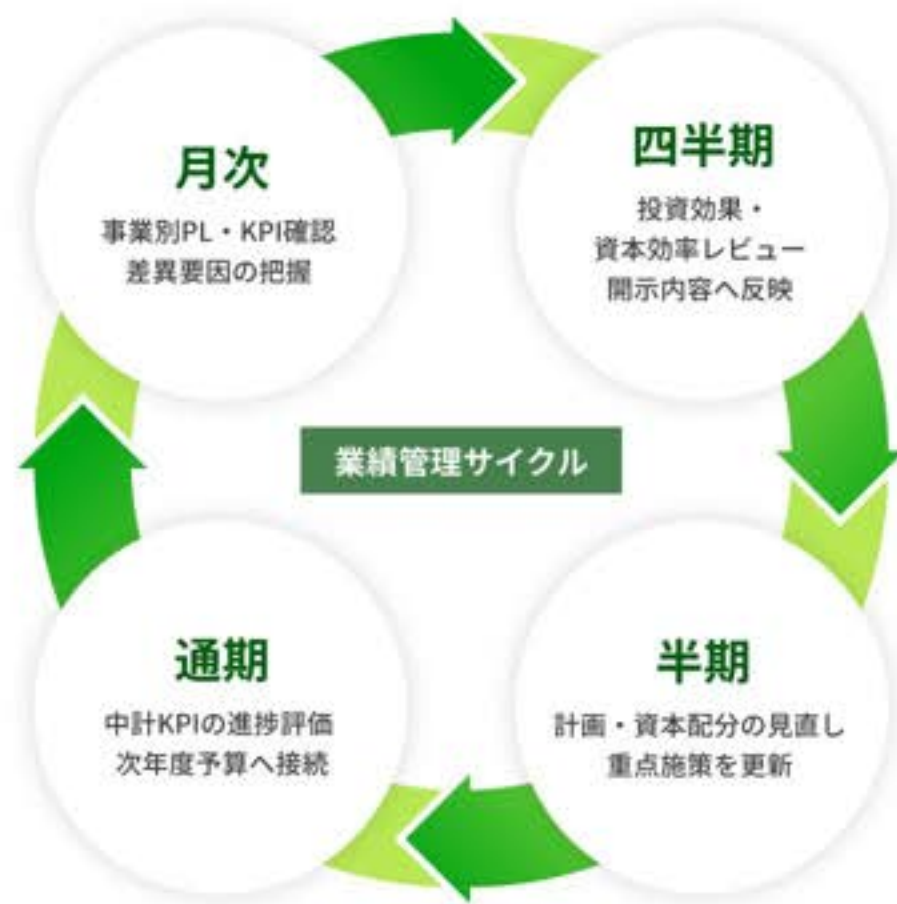 月次
事業別PL・KPI確認
差異要因の把握
四半期
投資効果・
資本効率レビュー
開示内容へ反映
業績管理サイクル
通期
中計KPIの進捗評価
次年度予算へ接続
半期
計画・資本配分の見直し
重点施策を更新